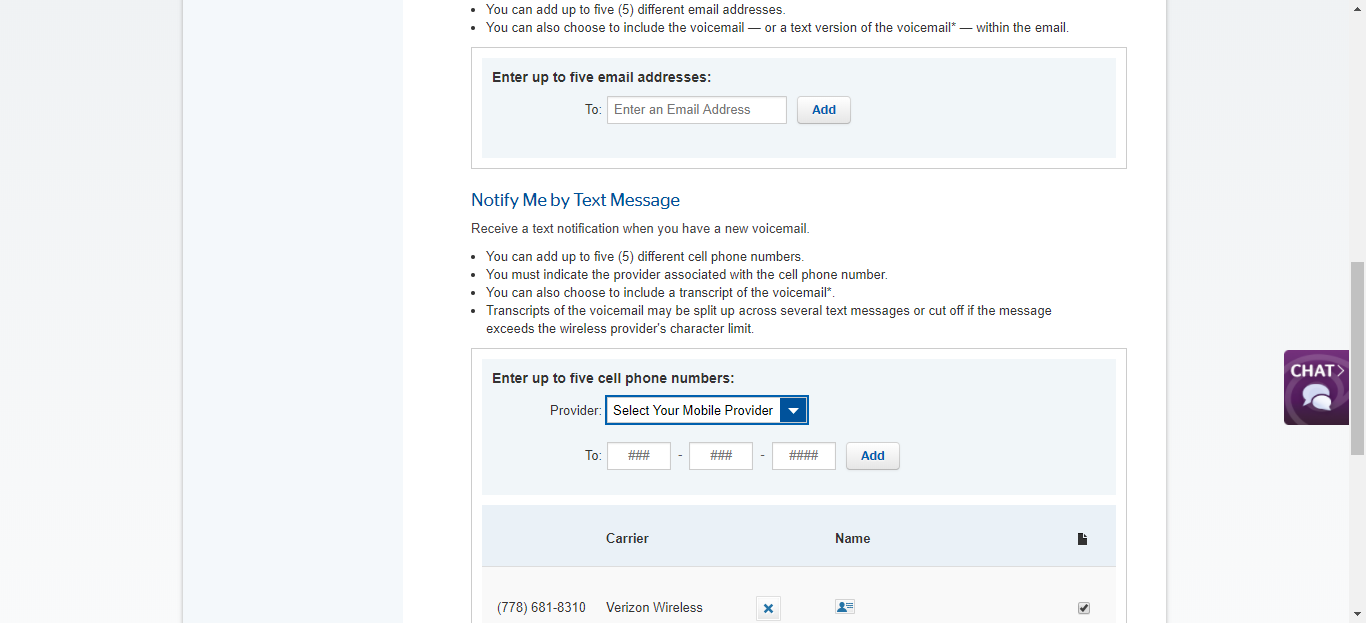 • You can add up to five (5) different email addresses.
• You can also choose to include the voicemail — or a text version of the voicemail* — within the email.
Enter up to five email addresses:
To: Enter an Email Address Add
Notify Me by Text Message
Receive a text notification when you have a new voicemail.
• You can add up to five (5) different cell phone numbers.
• You must indicate the provider associated with the cell phone number.
• You can also choose to include a transcript of the voicemail*.
• Transcripts of the voicemail may be split up across several text messages or cut off if the message
exceeds the wireless provider's character limit.
CHAT
Enter up to five cell phone numbers:
Provider: Select Your Mobile Provider
To: ### - ### - #### Add
Carrier Name
(778) 681-8310 Verizon Wireless